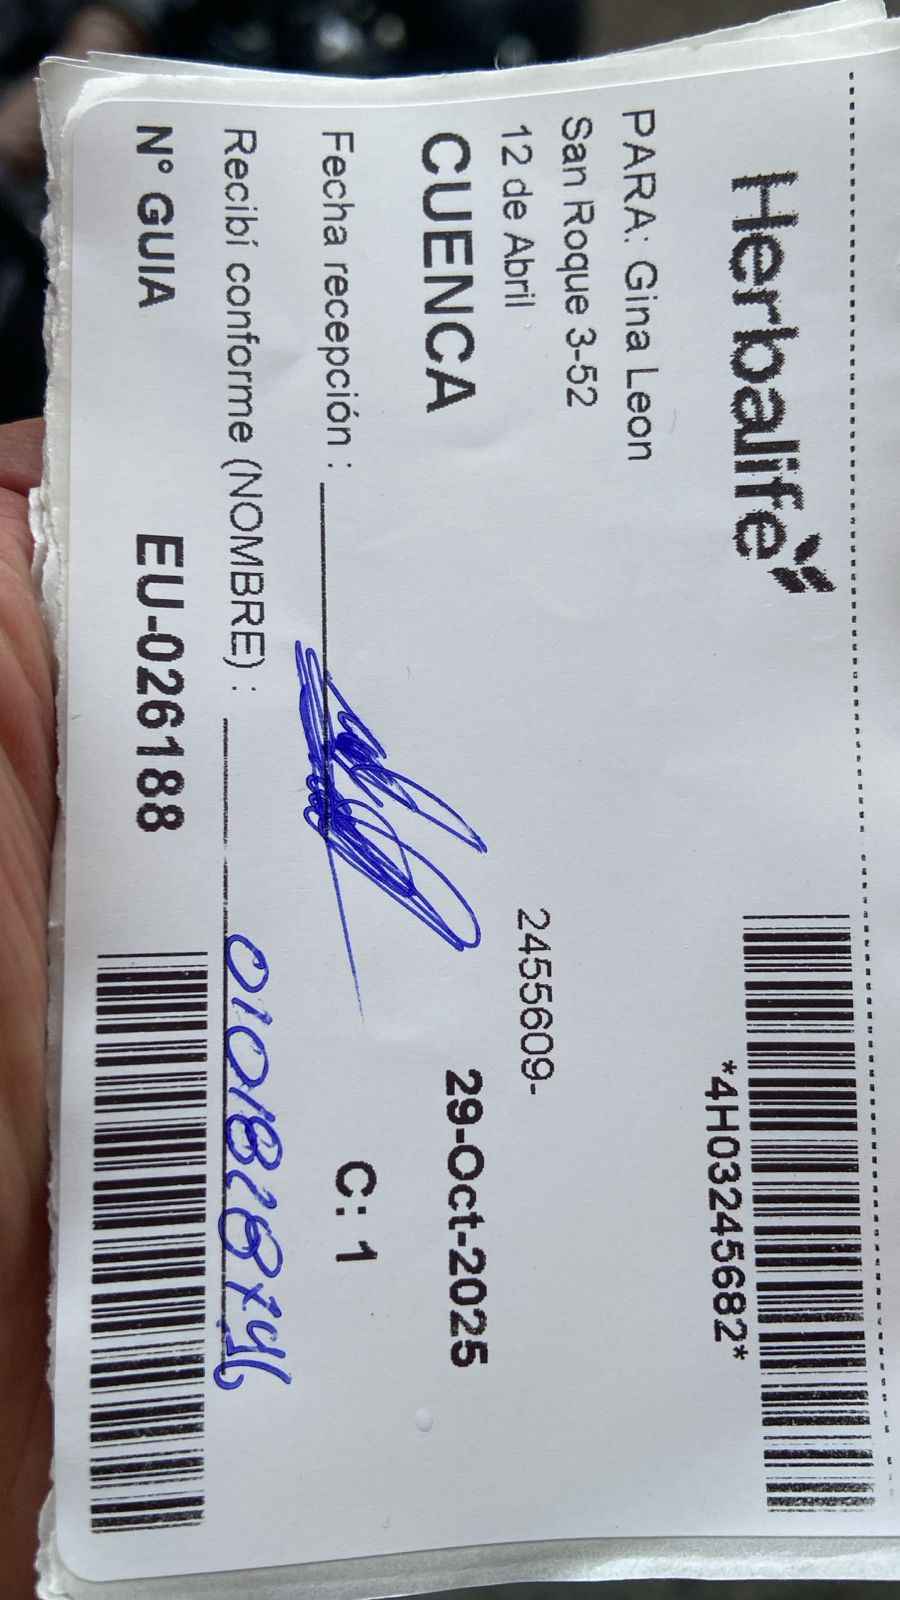 Herbalife
*4H03245682*
PARA: Gina Leon
San Roque 3-52
12 de Abril
2455609-
CUENCA
29-Oct-2025
Fecha recepción :
C: 1
Recibí conforme (NOMBRE) :
N° GUIA
EU-026188